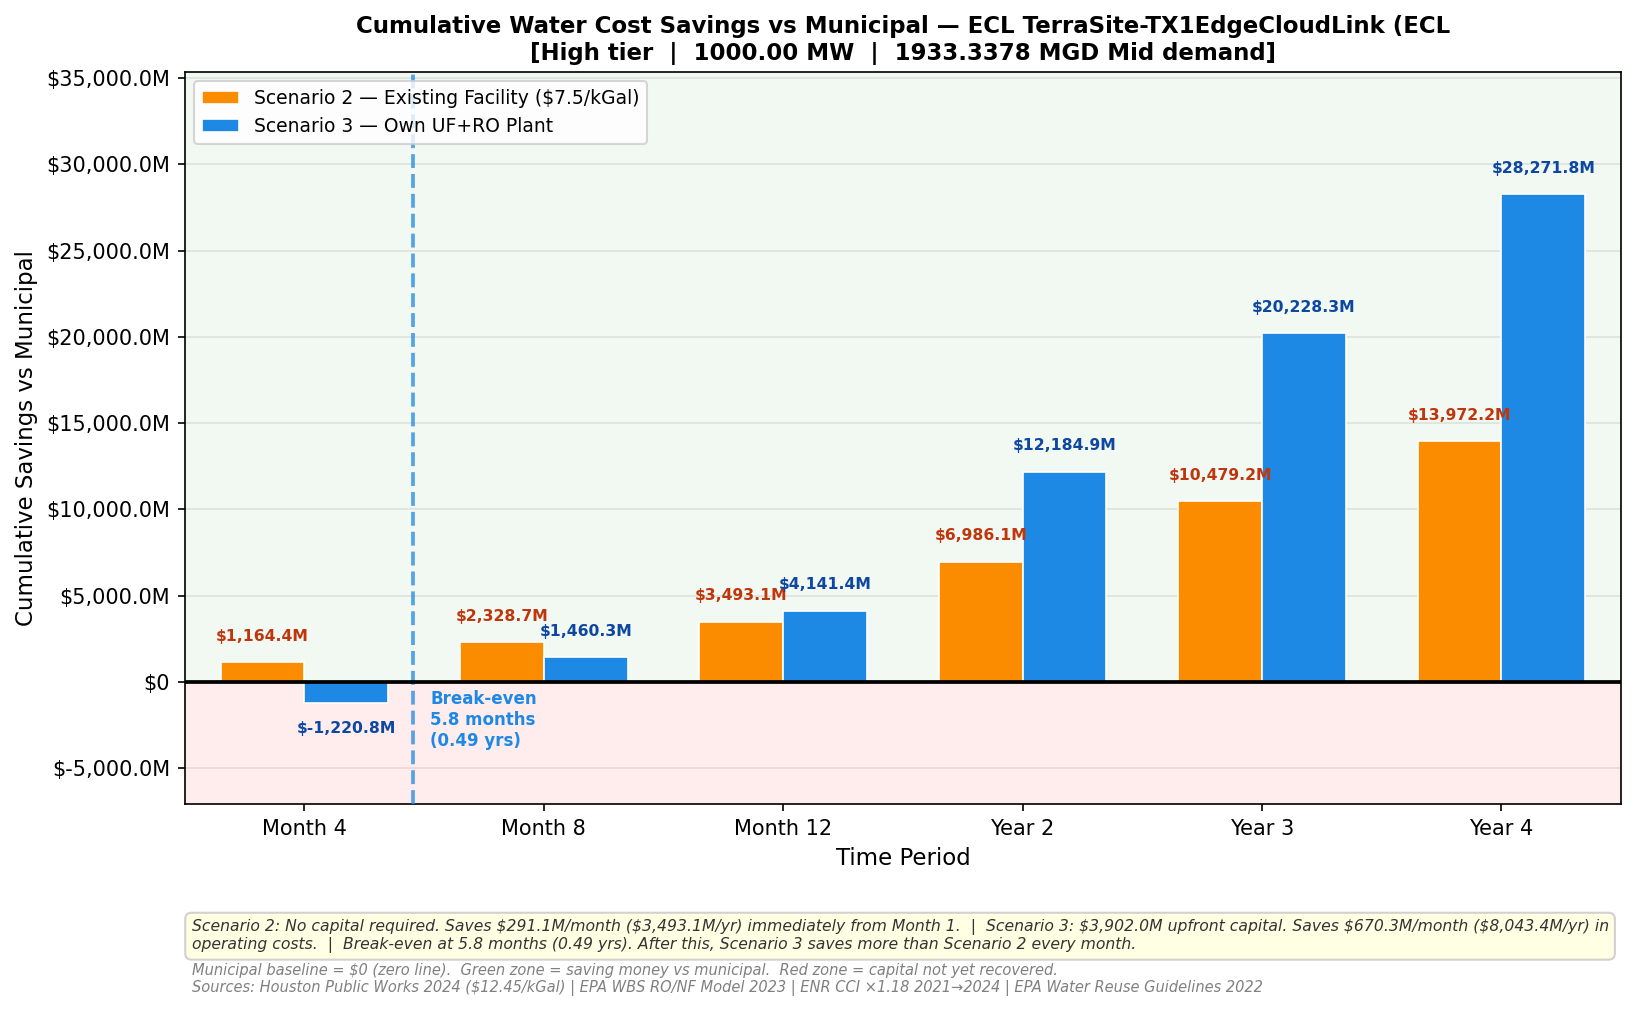 Cumulative Water Cost Savings vs Municipal — ECL TerraSite-TX1EdgeCloudLink (ECL
[High tier | 1000.00 MW | 1933.3378 MGD Mid demand]
Scenario 2 — Existing Facility ($7.5/kGal)
Scenario 3 — Own UF+RO Plant
Cumulative Savings vs Municipal
$35,000.0M
$30,000.0M
$25,000.0M
$20,000.0M
$15,000.0M
$10,000.0M
$5,000.0M
$0
$-5,000.0M
$1,164.4M
$-1,220.8M
$2,328.7M
$1,460.3M
$3,493.1M
$4,141.4M
$6,986.1M
$12,184.9M
$10,479.2M
$20,228.3M
$13,972.2M
$28,271.8M
Break-even
5.8 months
(0.49 yrs)
Month 4
Month 8
Month 12
Year 2
Year 3
Year 4
Time Period
Scenario 2: No capital required. Saves $291.1M/month ($3,493.1M/yr) immediately from Month 1. | Scenario 3: $3,902.0M upfront capital. Saves $670.3M/month ($8,043.4M/yr) in
operating costs. | Break-even at 5.8 months (0.49 yrs). After this, Scenario 3 saves more than Scenario 2 every month.
Municipal baseline = $0 (zero line). Green zone = saving money vs municipal. Red zone = capital not yet recovered.
Sources: Houston Public Works 2024 ($12.45/kGal) | EPA WBS RO/NF Model 2023 | ENR CCI ×1.18 2021→2024 | EPA Water Reuse Guidelines 2022